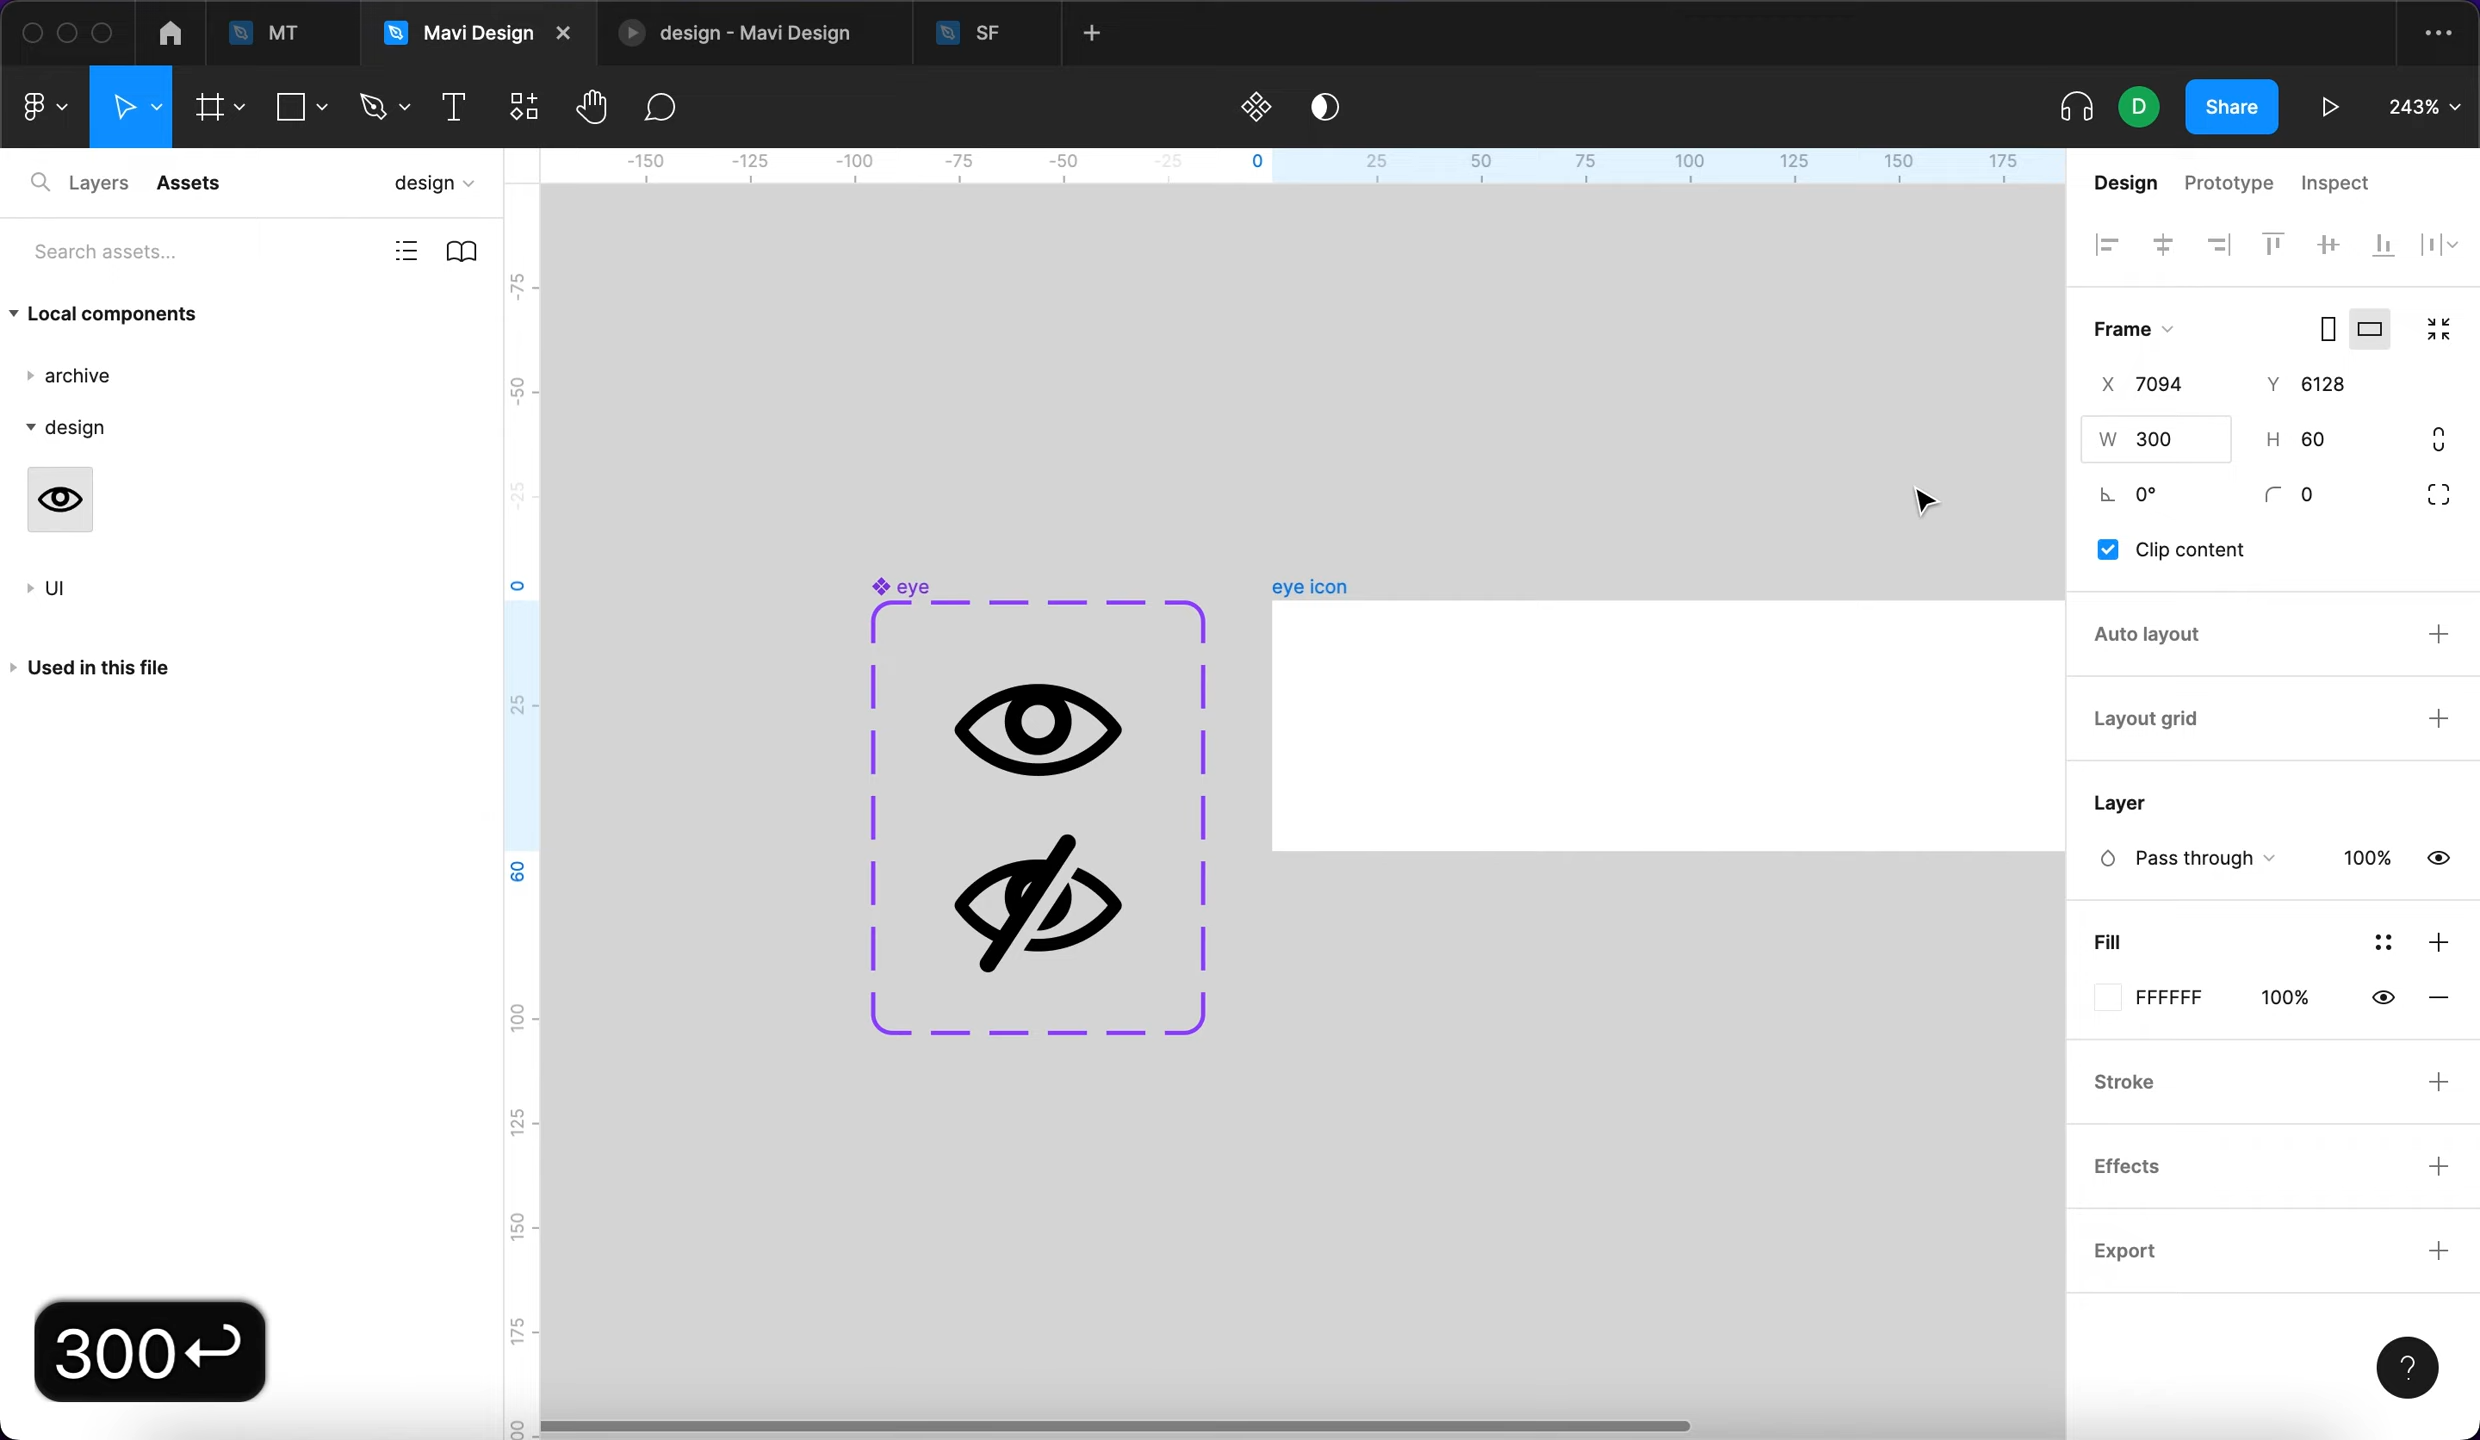 MT
Mavi Design
design - Mavi Design
SF
D
Share
243%
Layers
Assets
design
Search assets...
Local components
archive
design
UI
Used in this file
-150
-125
-100
-75
-50
-25
0
25
50
75
100
125
150
175
-75
-50
-25
0
25
60
100
125
150
175
eye
eye icon
Design
Prototype
Inspect
Frame
X 7094
Y 6128
W 300
H 60
0°
0
Clip content
Auto layout
Layout grid
Layer
Pass through
100%
Fill
FFFFFF
100%
Stroke
Effects
Export
?
300↩